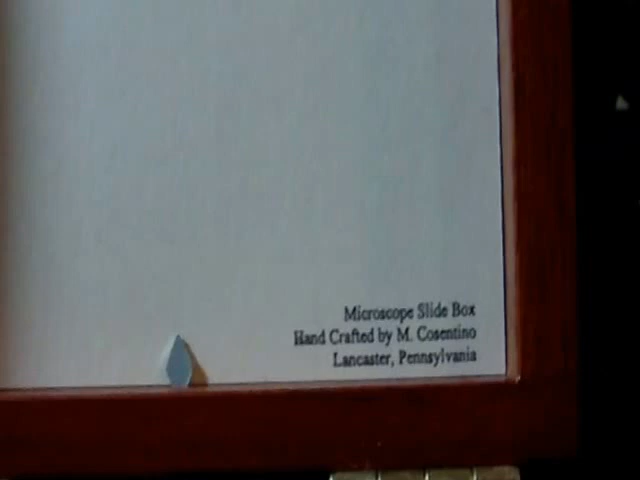 Microscope Slide Box
Hand Crafted by M. Cosentino
Lancaster, Pennsylvania